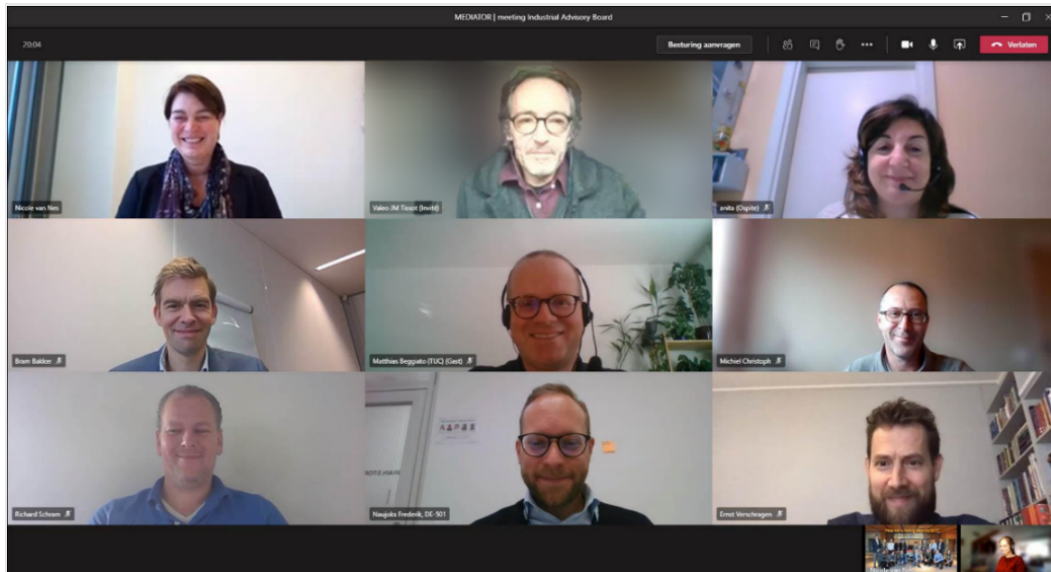 MEDIATOR | meeting Industrial Advisory Board
20:04
Besturing aanvragen
Verlaten
Nicole van Nes
Valeo JM Tissot (Invité)
anita (Ospite)
Bram Bakker
Matthias Beggiato (TUC) (Gast)
Michiel Christoph
Richard Schram
Naujoks Frederik, DE-501
Ernst Verschragen